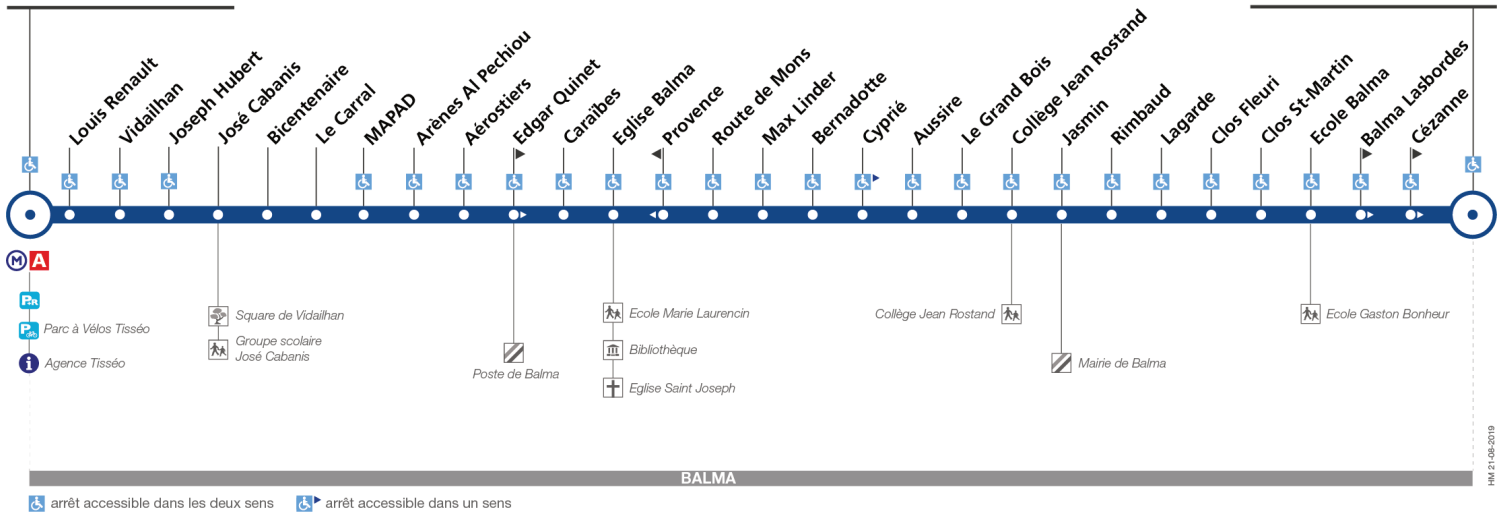 Louis Renault
Vidailhan
Joseph Hubert
José Cabanis
Bicentenaire
Le Carral
MAPAD
Arènes Al Pechiou
Aérostiers
Edgar Quinet
Caraïbes
Eglise Balma
Provence
Route de Mons
Max Linder
Bernadotte
Cyprié
Aussire
Le Grand Bois
Collège Jean Rostand
Jasmin
Rimbaud
Lagarde
Clos Fleuri
Clos St-Martin
Ecole Balma
Balma Lasbordes
Cézanne
M A
P+R
P
Parc à Vélos Tisséo
i
Agence Tisséo
Square de Vidailhan
Groupe scolaire
José Cabanis
Poste de Balma
Ecole Marie Laurencin
Bibliothèque
Eglise Saint Joseph
Collège Jean Rostand
Mairie de Balma
Ecole Gaston Bonheur
HM 21-08-2019
BALMA
arrêt accessible dans les deux sens
arrêt accessible dans un sens